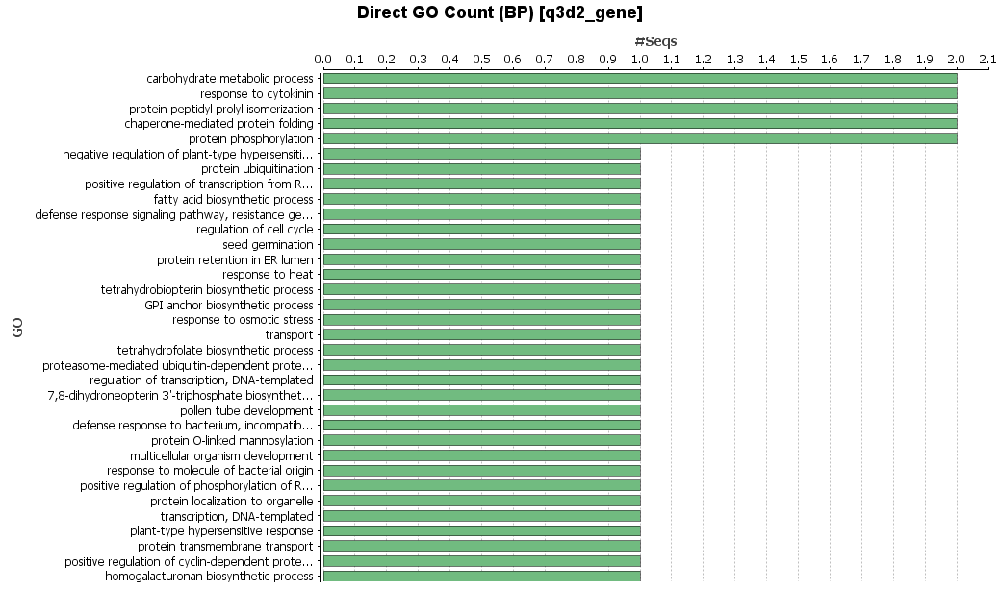 Direct GO Count (BP) [q3d2_gene]
#Seqs
0.0 0.1 0.2 0.3 0.4 0.5 0.6 0.7 0.8 0.9 1.0 1.1 1.2 1.3 1.4 1.5 1.6 1.7 1.8 1.9 2.0 2.1
carbohydrate metabolic process
response to cytokinin
protein peptidyl-prolyl isomerization
chaperone-mediated protein folding
protein phosphorylation
negative regulation of plant-type hypersensiti...
protein ubiquitination
positive regulation of transcription from R...
fatty acid biosynthetic process
defense response signaling pathway, resistance ge...
regulation of cell cycle
seed germination
protein retention in ER lumen
response to heat
tetrahydrobiopterin biosynthetic process
GPI anchor biosynthetic process
response to osmotic stress
transport
tetrahydrofolate biosynthetic process
proteasome-mediated ubiquitin-dependent prote...
regulation of transcription, DNA-templated
7,8-dihydroneopterin 3'-triphosphate biosynthet...
pollen tube development
defense response to bacterium, incompatib...
protein O-linked mannosylation
multicellular organism development
response to molecule of bacterial origin
positive regulation of phosphorylation of R...
protein localization to organelle
transcription, DNA-templated
plant-type hypersensitive response
protein transmembrane transport
positive regulation of cyclin-dependent prote...
homogalacturonan biosynthetic process
GO